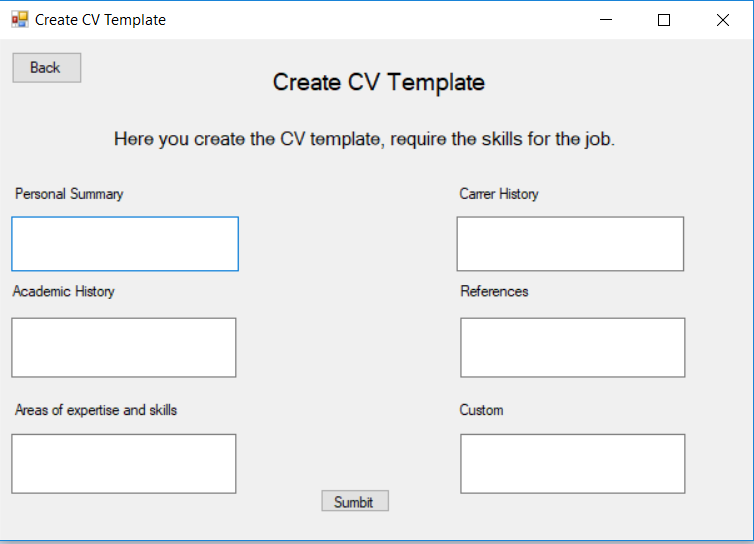 Create CV Template
Back
Create CV Template
Here you create the CV template, require the skills for the job.
Personal Summary
Carrer History
Academic History
References
Areas of expertise and skills
Custom
Sumbit